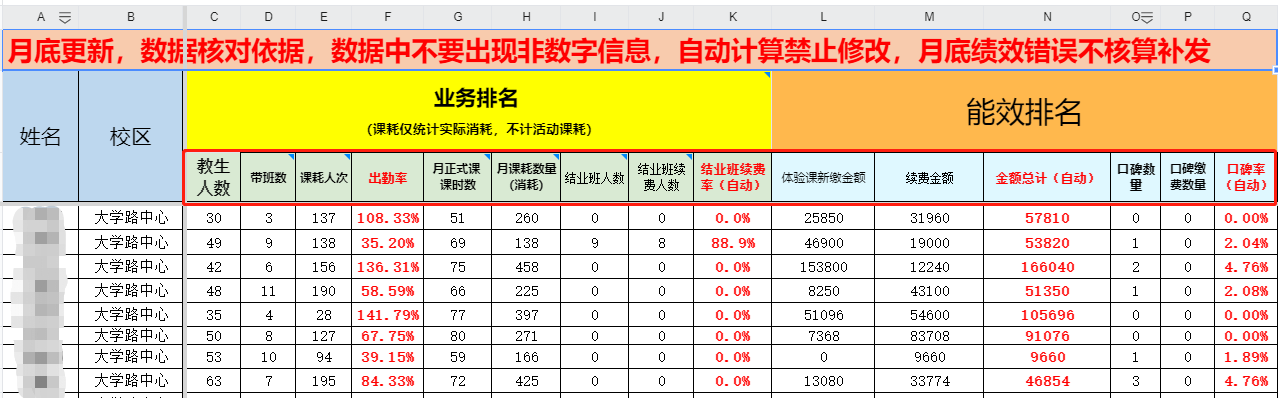 A B C D E F G H I J K L M N O P Q
月底更新，数据核对依据，数据中不要出现非数字信息，自动计算禁止修改，月底绩效错误不核算补发
姓名 校区 业务排名 能效排名
(课耗仅统计实际消耗，不计活动课耗)
教生人数 带班数 课耗人次 出勤率 月正式课课时数 月课耗数量(消耗) 结业班人数 结业班续费人数 结业班续费率（自动） 体验课新缴金额 续费金额 金额总计（自动） 口碑数量 口碑缴费数量 口碑率（自动）
大学路中心 30 3 137 108.33% 51 260 0 0 0.0% 25850 31960 57810 0 0 0.00%
大学路中心 49 9 138 35.20% 69 138 9 8 88.9% 46900 19000 53820 1 0 2.04%
大学路中心 42 6 156 136.31% 75 458 0 0 0.0% 153800 12240 166040 2 0 4.76%
大学路中心 48 11 190 58.59% 66 225 0 0 0.0% 8250 43100 51350 1 0 2.08%
大学路中心 35 4 28 141.79% 77 397 0 0 0.0% 51096 54600 105696 0 0 0.00%
大学路中心 50 8 127 67.75% 80 271 0 0 0.0% 7368 83708 91076 0 0 0.00%
大学路中心 53 10 94 39.15% 59 166 0 0 0.0% 0 9660 9660 1 0 1.89%
大学路中心 63 7 195 84.33% 72 425 0 0 0.0% 13080 33774 46854 3 0 4.76%